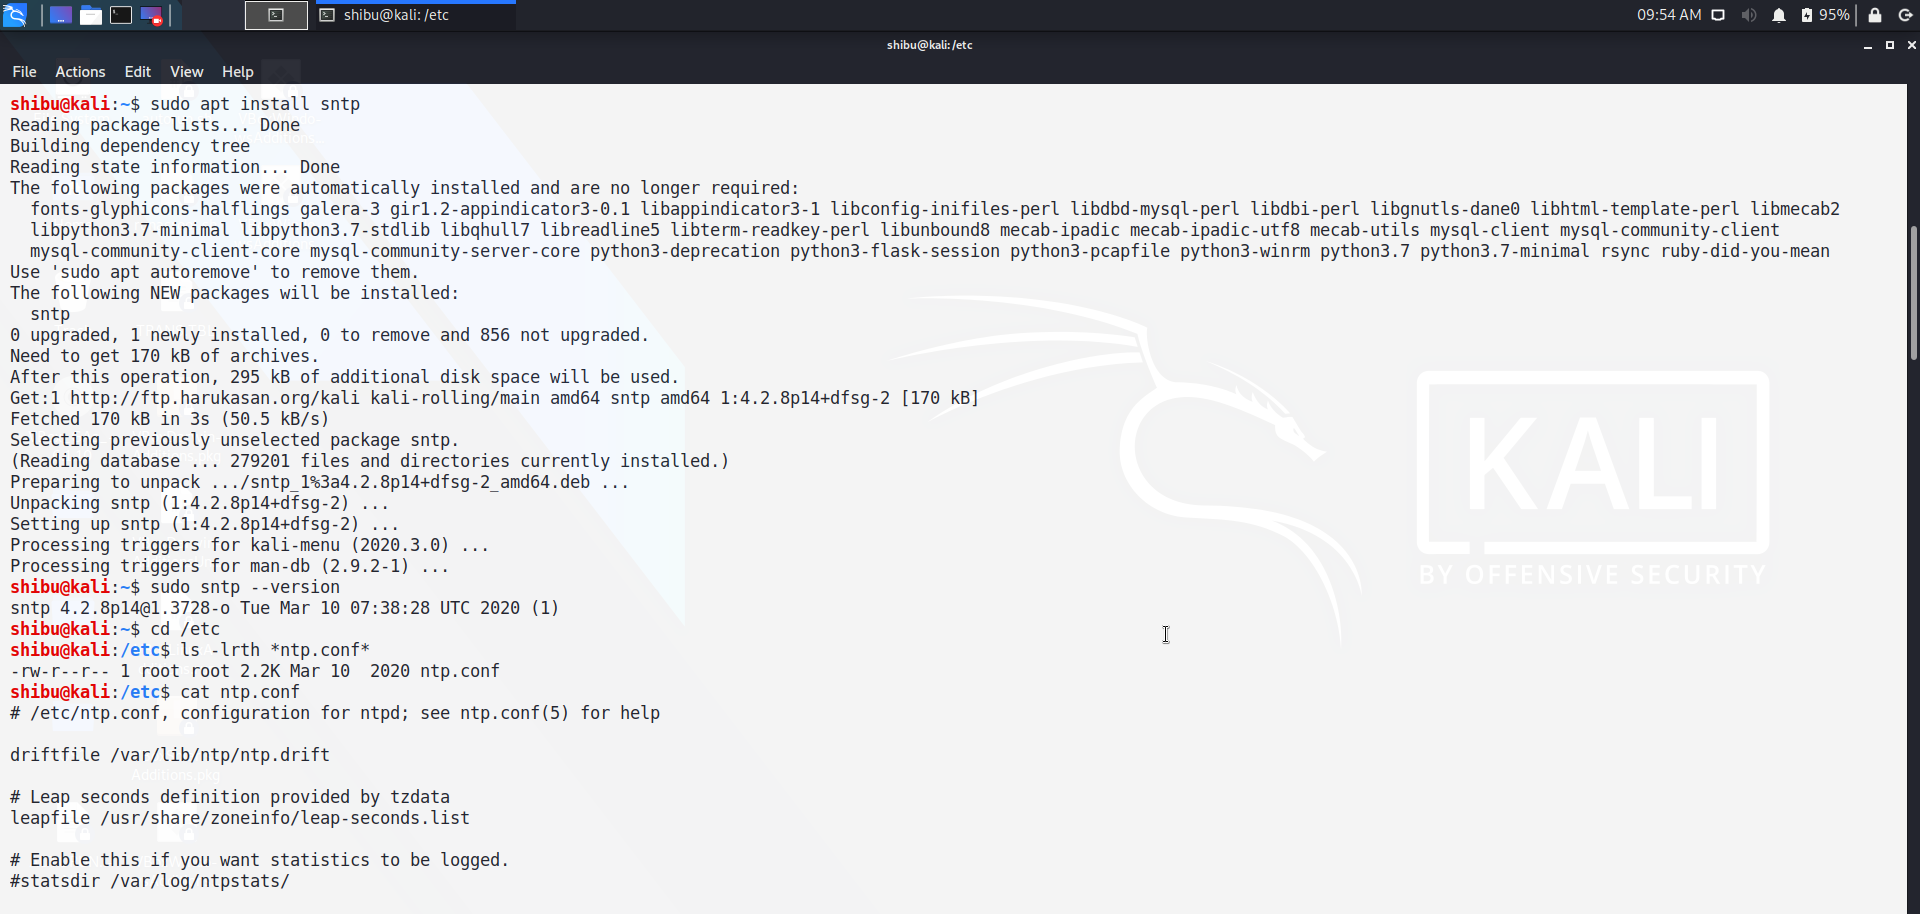 shibu@kali: /etc
09:54 AM
95%
shibu@kali: /etc
File Actions Edit View Help
shibu@kali:~$ sudo apt install sntp
Reading package lists... Done
Building dependency tree
Reading state information... Done
The following packages were automatically installed and are no longer required:
  fonts-glyphicons-halflings galera-3 gir1.2-appindicator3-0.1 libappindicator3-1 libconfig-inifiles-perl libdbd-mysql-perl libdbi-perl libgnutls-dane0 libhtml-template-perl libmecab2
  libpython3.7-minimal libpython3.7-stdlib libqhull7 libreadline5 libterm-readkey-perl libunbound8 mecab-ipadic mecab-ipadic-utf8 mecab-utils mysql-client mysql-community-client
  mysql-community-client-core mysql-community-server-core python3-deprecation python3-flask-session python3-pcapfile python3-winrm python3.7 python3.7-minimal rsync ruby-did-you-mean
Use 'sudo apt autoremove' to remove them.
The following NEW packages will be installed:
  sntp
0 upgraded, 1 newly installed, 0 to remove and 856 not upgraded.
Need to get 170 kB of archives.
After this operation, 295 kB of additional disk space will be used.
Get:1 http://ftp.harukasan.org/kali kali-rolling/main amd64 sntp amd64 1:4.2.8p14+dfsg-2 [170 kB]
Fetched 170 kB in 3s (50.5 kB/s)
Selecting previously unselected package sntp.
(Reading database ... 279201 files and directories currently installed.)
Preparing to unpack .../sntp_1%3a4.2.8p14+dfsg-2_amd64.deb ...
Unpacking sntp (1:4.2.8p14+dfsg-2) ...
Setting up sntp (1:4.2.8p14+dfsg-2) ...
Processing triggers for kali-menu (2020.3.0) ...
Processing triggers for man-db (2.9.2-1) ...
shibu@kali:~$ sudo sntp --version
sntp 4.2.8p14@1.3728-o Tue Mar 10 07:38:28 UTC 2020 (1)
shibu@kali:~$ cd /etc
shibu@kali:/etc$ ls -lrth *ntp.conf*
-rw-r--r-- 1 root root 2.2K Mar 10  2020 ntp.conf
shibu@kali:/etc$ cat ntp.conf
# /etc/ntp.conf, configuration for ntpd; see ntp.conf(5) for help
driftfile /var/lib/ntp/ntp.drift
Additions.pkg
# Leap seconds definition provided by tzdata
leapfile /usr/share/zoneinfo/leap-seconds.list
# Enable this if you want statistics to be logged.
#statsdir /var/log/ntpstats/
KALI
BY OFFENSIVE SECURITY